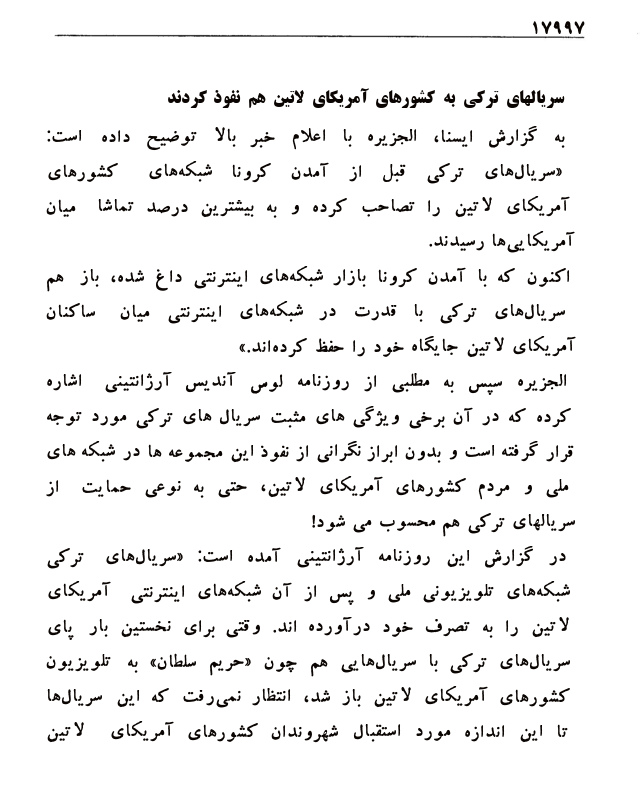 ۱۷۹۹۷
سریالهای ترکی به کشورهای آمریکای لاتین هم نفوذ کردند
به گزارش ایسنا، الجزیره با اعلام خبر بالا توضیح داده است:
«سریال‌های ترکی قبل از آمدن کرونا شبکه‌های کشورهای
آمریکای لاتین را تصاحب کرده و به بیشترین درصد تماشا میان
آمریکایی‌ها رسیدند.
اکنون که با آمدن کرونا بازار شبکه‌های اینترنتی داغ شده، باز هم
سریال‌های ترکی با قدرت در شبکه‌های اینترنتی میان ساکنان
آمریکای لاتین جایگاه خود را حفظ کرده‌اند.»
الجزیره سپس به مطلبی از روزنامه لوس آندیس آرژانتینی اشاره
کرده که در آن برخی ویژگی های مثبت سریال های ترکی مورد توجه
قرار گرفته است و بدون ابراز نگرانی از نفوذ این مجموعه ها در شبکه های
ملی و مردم کشورهای آمریکای لاتین، حتی به نوعی حمایت از
سریالهای ترکی هم محسوب می شود!
در گزارش این روزنامه آرژانتینی آمده است: «سریال‌های ترکی
شبکه‌های تلویزیونی ملی و پس از آن شبکه‌های اینترنتی آمریکای
لاتین را به تصرف خود درآورده اند. وقتی برای نخستین بار پای
سریال‌های ترکی با سریال‌هایی هم چون «حریم سلطان» به تلویزیون
کشورهای آمریکای لاتین باز شد، انتظار نمی‌رفت که این سریال‌ها
تا این اندازه مورد استقبال شهروندان کشورهای آمریکای لاتین